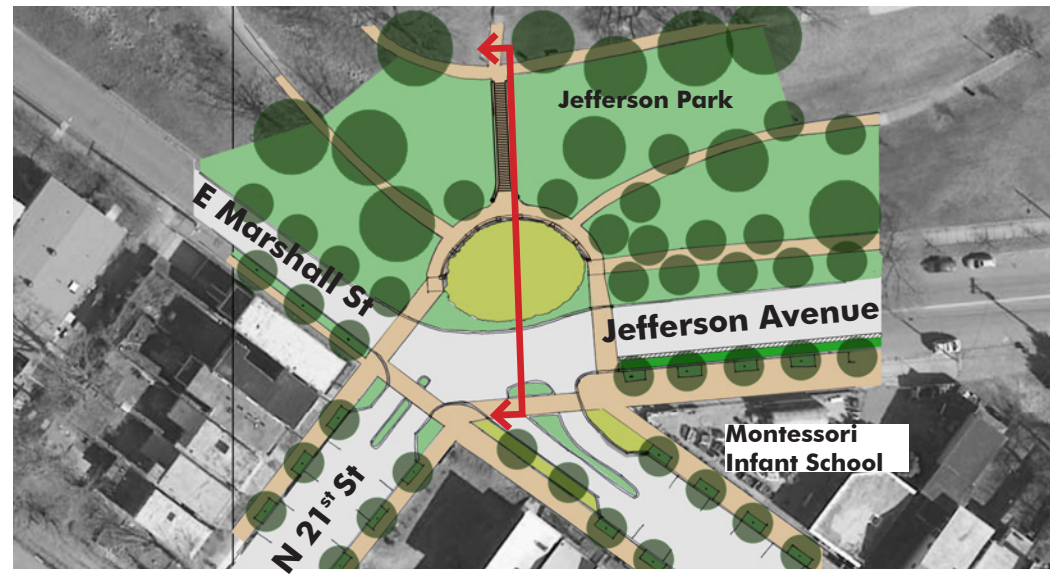 Jefferson Park
E Marshall St
Jefferson Avenue
Montessori
Infant School
N 21st St